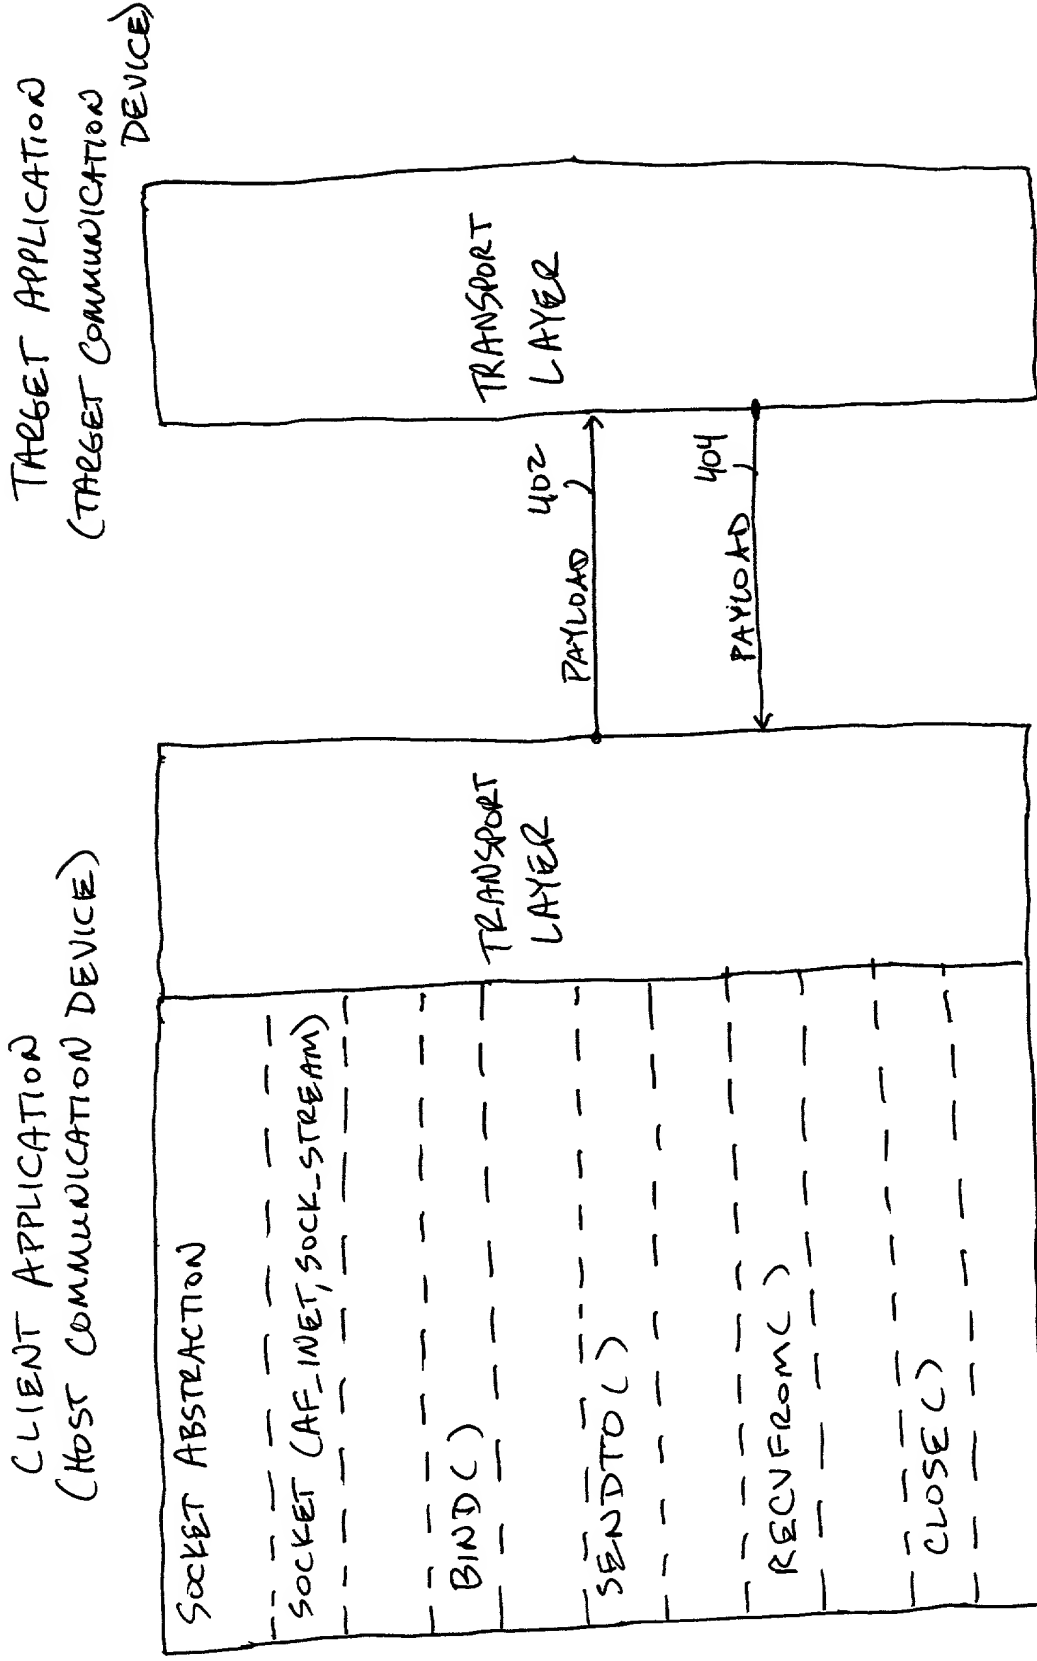 CLIENT APPLICATION
(HOST COMMUNICATION DEVICE)
TARGET APPLICATION
(TARGET COMMUNICATION
DEVICE)
SOCKET ABSTRACTION
SOCKET (AF_INET, SOCK_STREAM)
BIND ( )
SENDTO ( )
RECVFROM ( )
CLOSE ( )
TRANSPORT
LAYER
PAYLOAD 402
PAYLOAD 404
TRANSPORT
LAYER